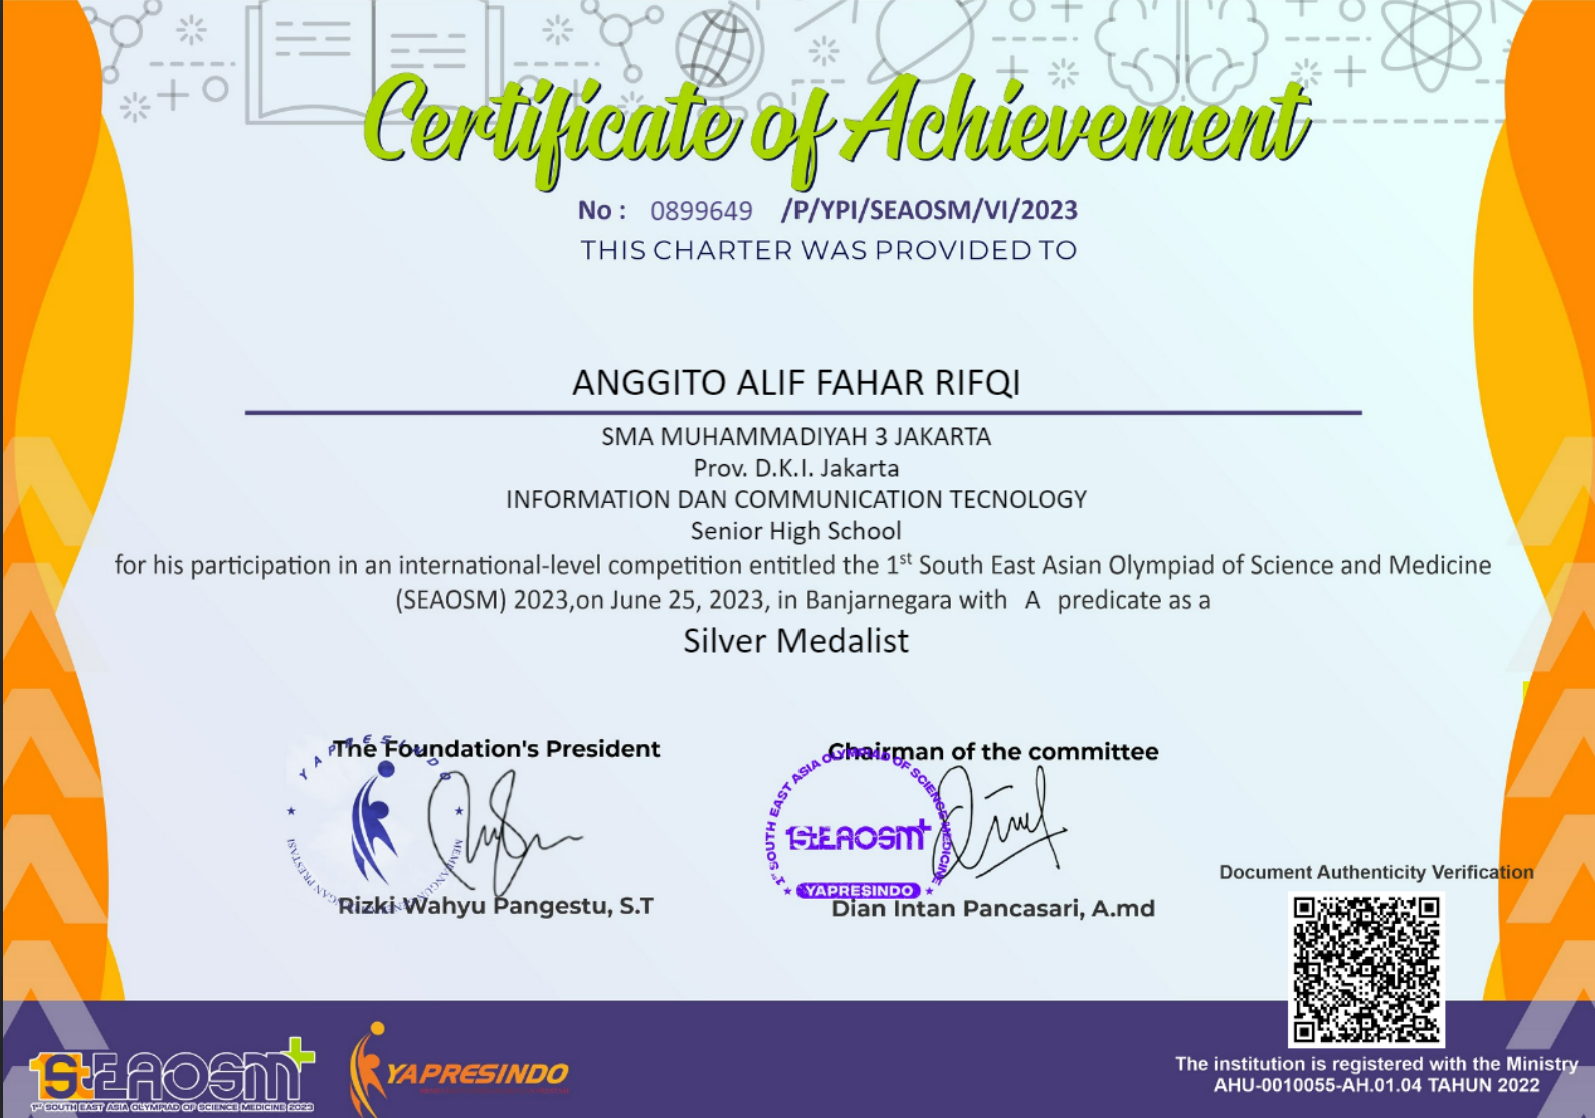 Certificate of Achievement
No : 0899649 /P/YPI/SEAOSM/VI/2023
THIS CHARTER WAS PROVIDED TO
ANGGITO ALIF FAHAR RIFQI
SMA MUHAMMADIYAH 3 JAKARTA
Prov. D.K.I. Jakarta
INFORMATION DAN COMMUNICATION TECNOLOGY
Senior High School
for his participation in an international-level competition entitled the 1st South East Asian Olympiad of Science and Medicine
(SEAOSM) 2023,on June 25, 2023, in Banjarnegara with A predicate as a
Silver Medalist
The Foundation's President
YAPRESINDO
PRESTASI
Rizki Wahyu Pangestu, S.T
Chairman of the committee
1ST SOUTH EAST ASIA OLYMPIAD OF SCIENCE MEDICINE
1ST SEAOSM+
YAPRESINDO
Dian Intan Pancasari, A.md
Document Authenticity Verification
The institution is registered with the Ministry
AHU-0010055-AH.01.04 TAHUN 2022
1ST SEAOSM+
1ST SOUTH EAST ASIA OLYMPIAD OF SCIENCE MEDICINE 2023
YAPRESINDO